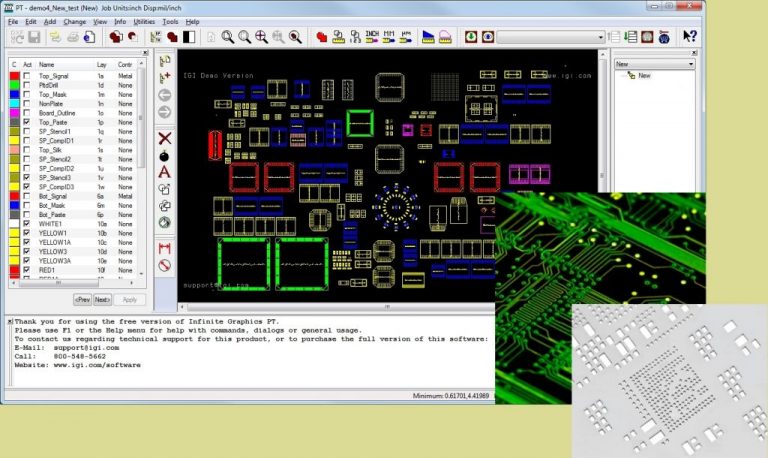 PT - demo4_New_test (New) Job Units:inch Disp:mil/inch
File Edit Add Change View Info Utilities Tools Help
INCH MM μm
C Act Name Lay Contr
Top_Signal 1a Metal
PltdDrill 1d None
Top_Mask 1m None
NonPlate 1n None
Board_Outline 1o None
Top_Paste 1p None
SP_Stencil1 1q None
SP_CompID1 1r None
Top_Silk 1s None
SP_Stencil2 1t None
SP_CompID2 1u None
SP_Stencil3 1v None
SP_CompID3 1w None
Bot_Signal 6a Metal
Bot_Mask 6m None
Bot_Paste 6p None
WHITE1 10a None
YELLOW1 10b None
YELLOW1A 10c None
YELLOW3 10d None
YELLOW3A 10e None
RED1 10f None
<Prev Next> Apply
IGI Demo Version
www.igi.com
New
New
Thank you for using the free version of Infinite Graphics PT.
Please use F1 or the Help menu for help with commands, dialogs or general usage.
To contact us regarding technical support for this product, or to purchase the full version of this software:
E-Mail: support@igi.com
Call: 800-548-5662
Website: www.igi.com/software
Minimum: 0.61701,4.41989